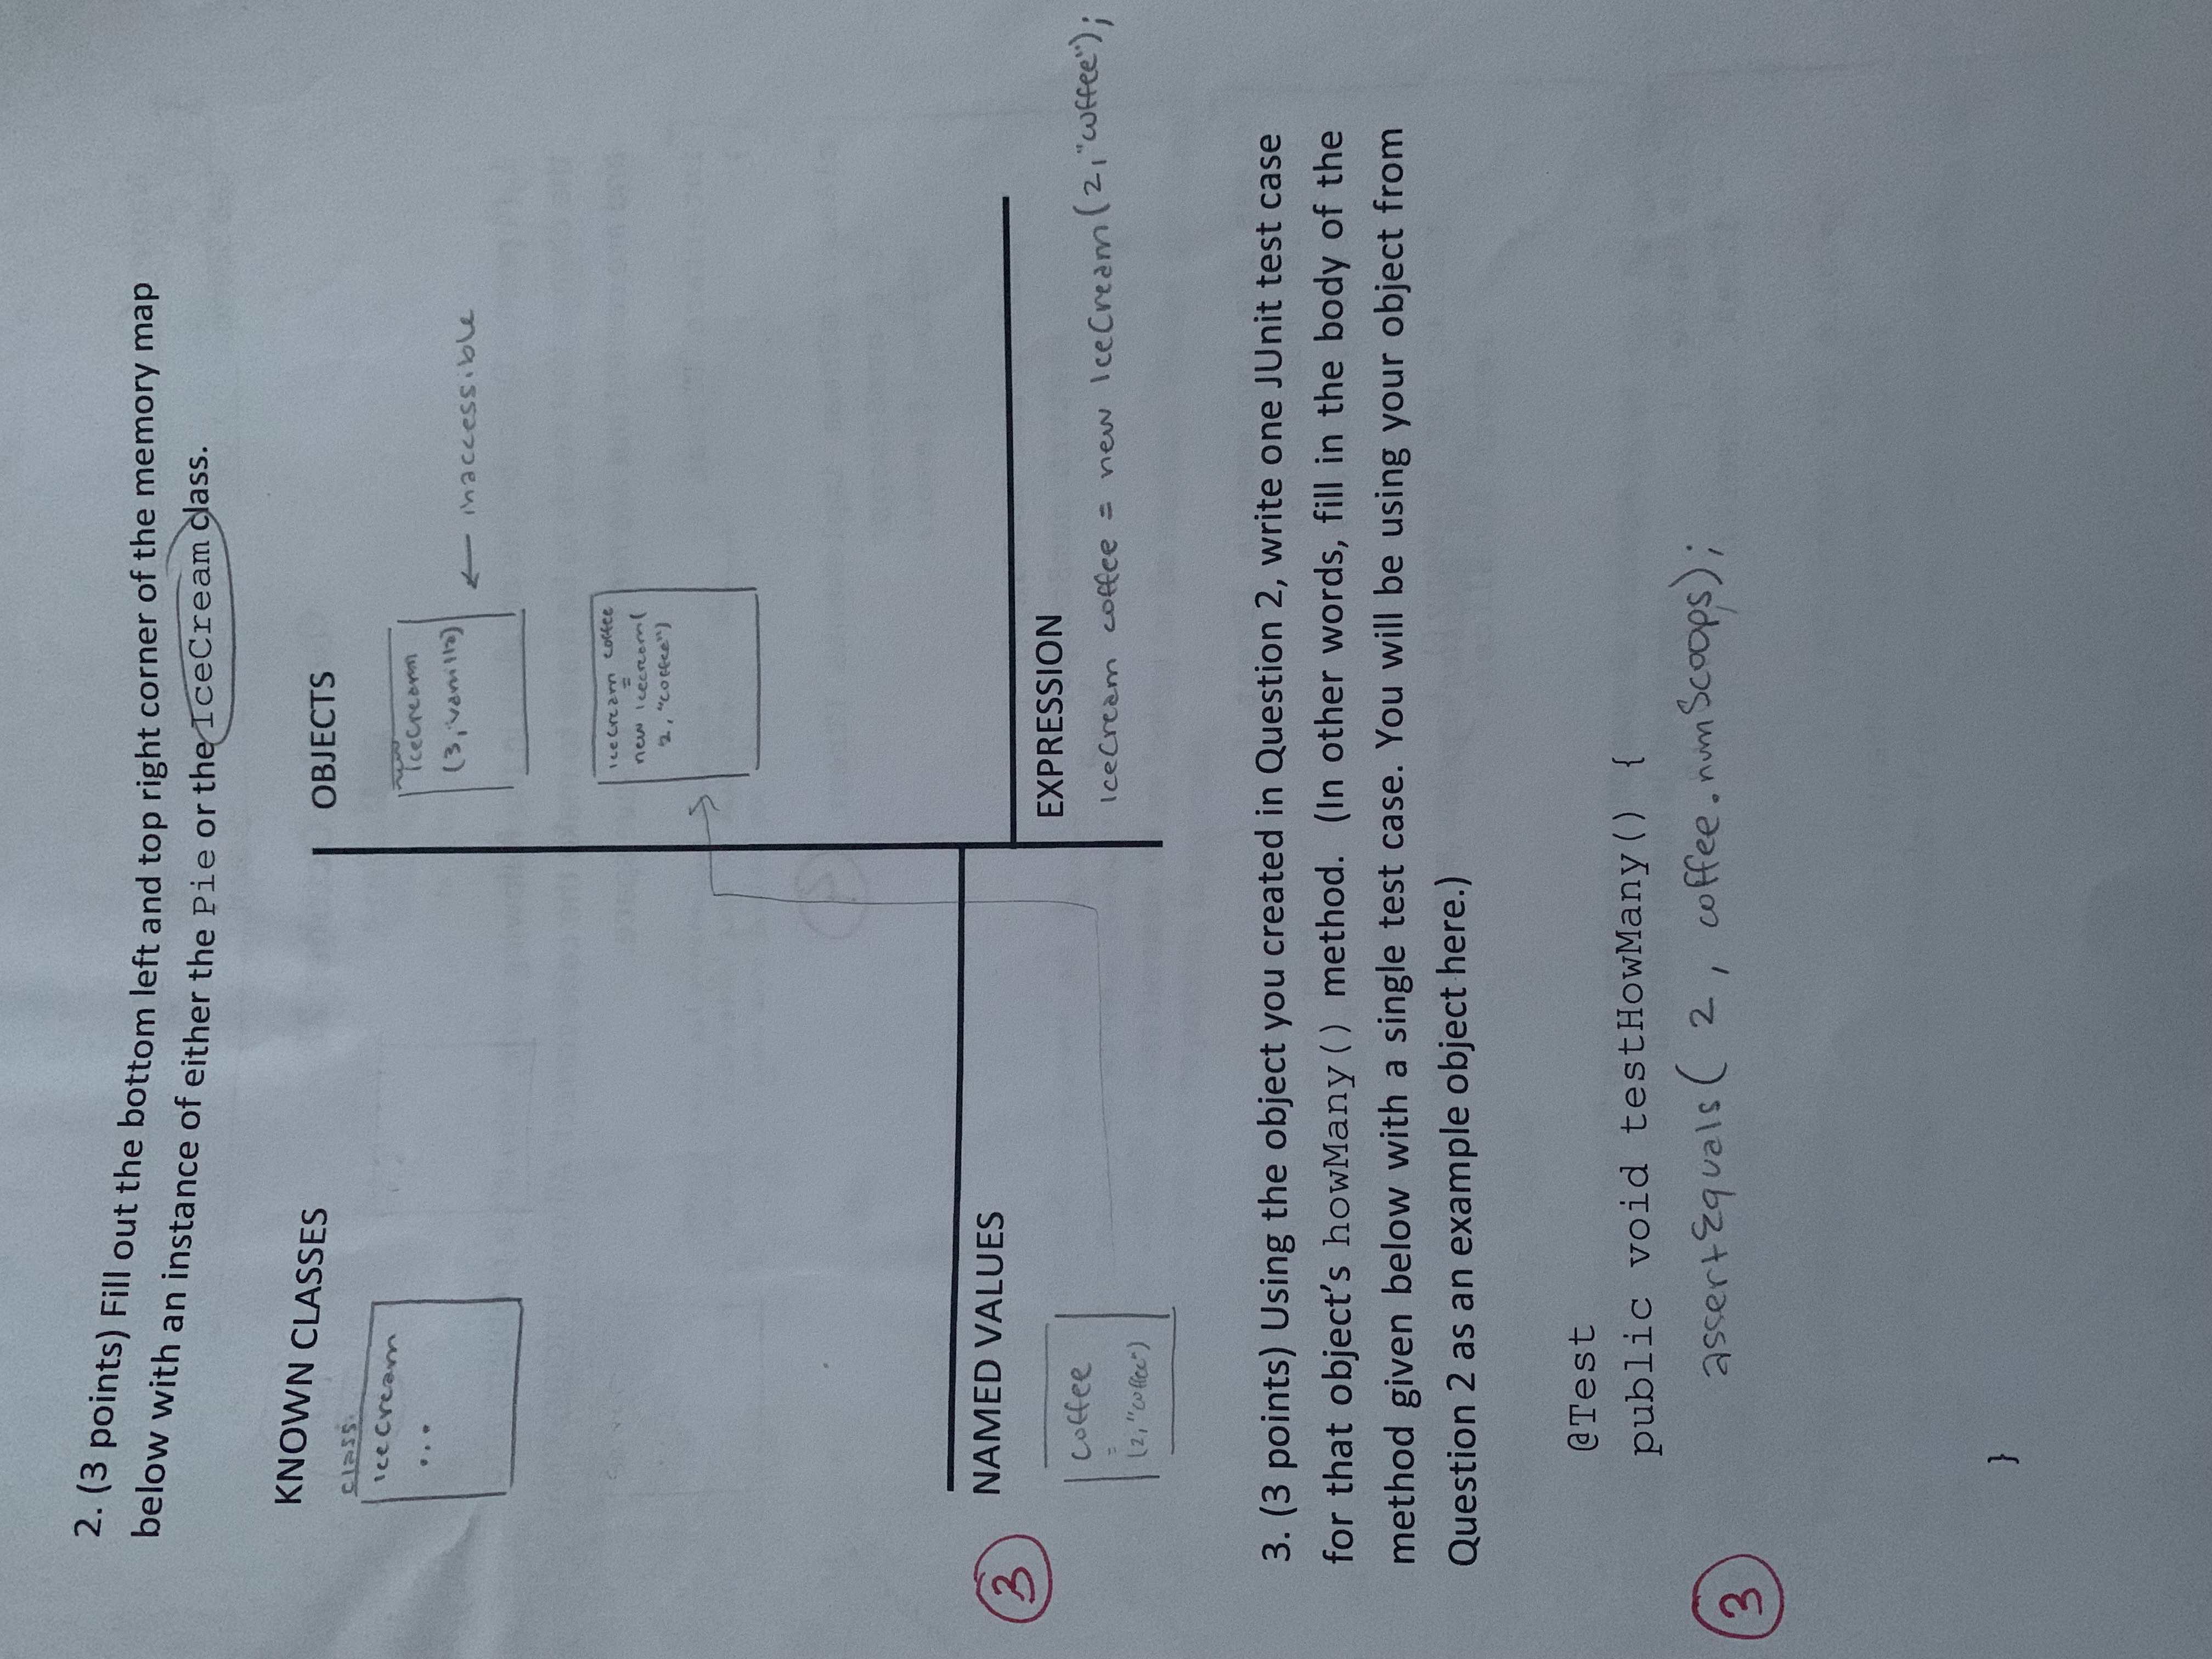 2. (3 points) Fill out the bottom left and top right corner of the memory map
below with an instance of either the Pie or the IceCream class.
KNOWN CLASSES
class
IceCream
...
OBJECTS
new
IceCream
(3, "vanilla)
← inaccessible
icecream coffee
=
new icecream(
2, "coffee")
③
NAMED VALUES
coffee
=
(2, "coffee")
EXPRESSION
IceCream coffee = new IceCream(2, "coffee");
3. (3 points) Using the object you created in Question 2, write one JUnit test case
for that object's howMany() method. (In other words, fill in the body of the
method given below with a single test case. You will be using your object from
Question 2 as an example object here.)
@Test
public void testHowMany() {
assertEquals( 2, coffee.numScoops);
③
}